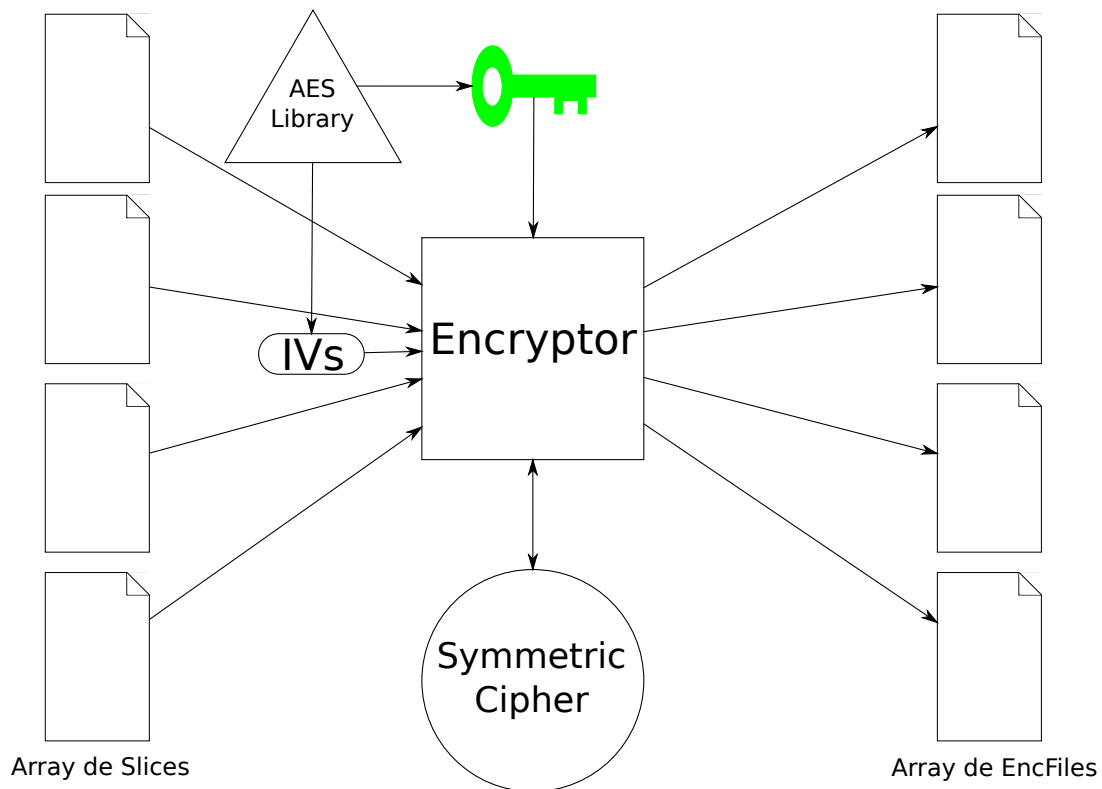 AES
Library
IVs
Encryptor
Symmetric
Cipher
Array de Slices
Array de EncFiles